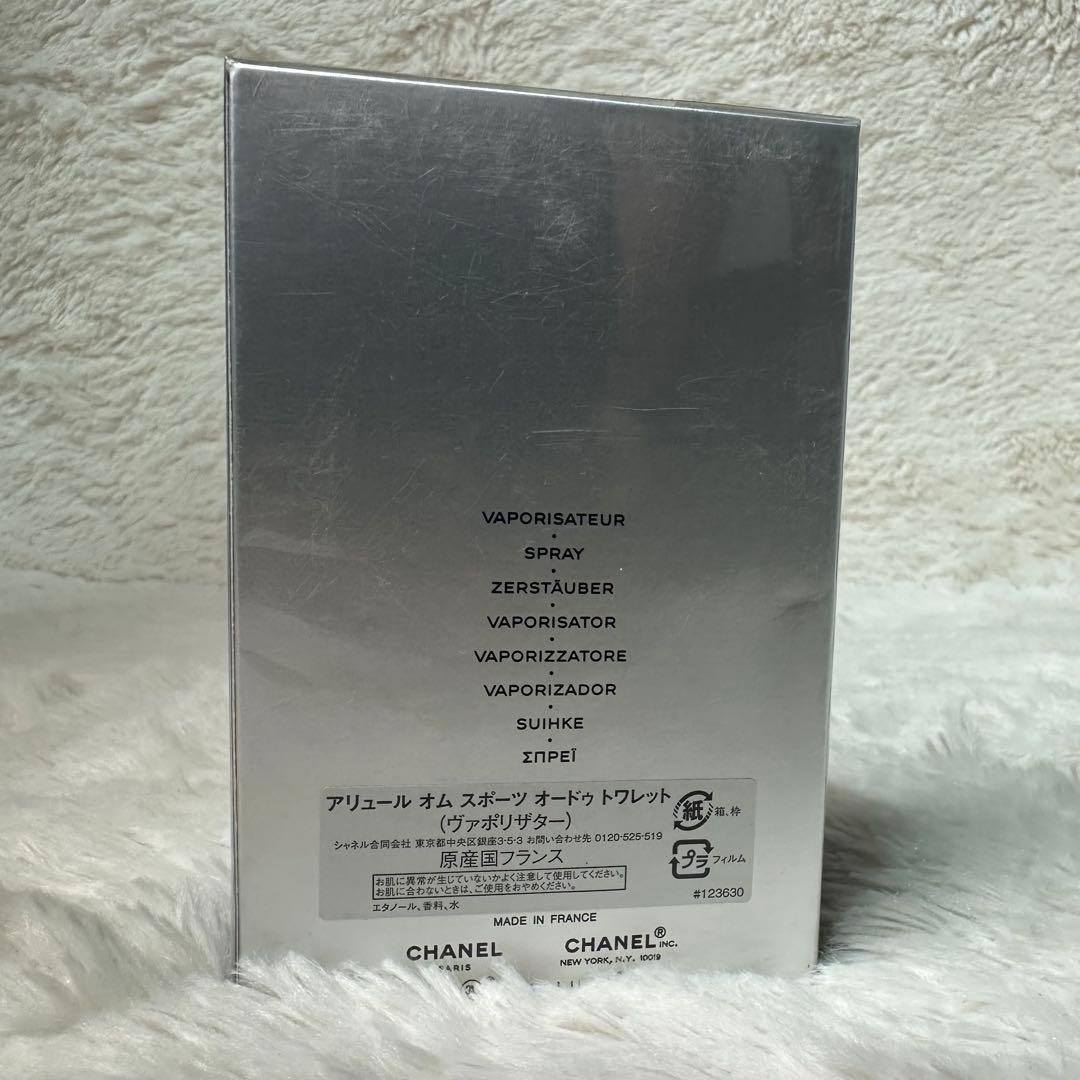 VAPORISATEUR
•
SPRAY
•
ZERSTÄUBER
•
VAPORISATOR
•
VAPORIZZATORE
•
VAPORIZADOR
•
SUIHKE
•
ΣΠΡΕΪ
アリュール オム スポーツ オードゥ トワレット
(ヴァポリザター)
シャネル合同会社 東京都中央区銀座3-5-3 お問い合わせ先 0120-525-519
原産国フランス
お肌に異常が生じていないかよく注意して使用してください。
お肌に合わないときは、ご使用をおやめください。
エタノール、香料、水
紙 箱、枠
プラ フィルム
#123630
MADE IN FRANCE
CHANEL
PARIS
CHANEL® INC.
NEW YORK, N.Y. 10019